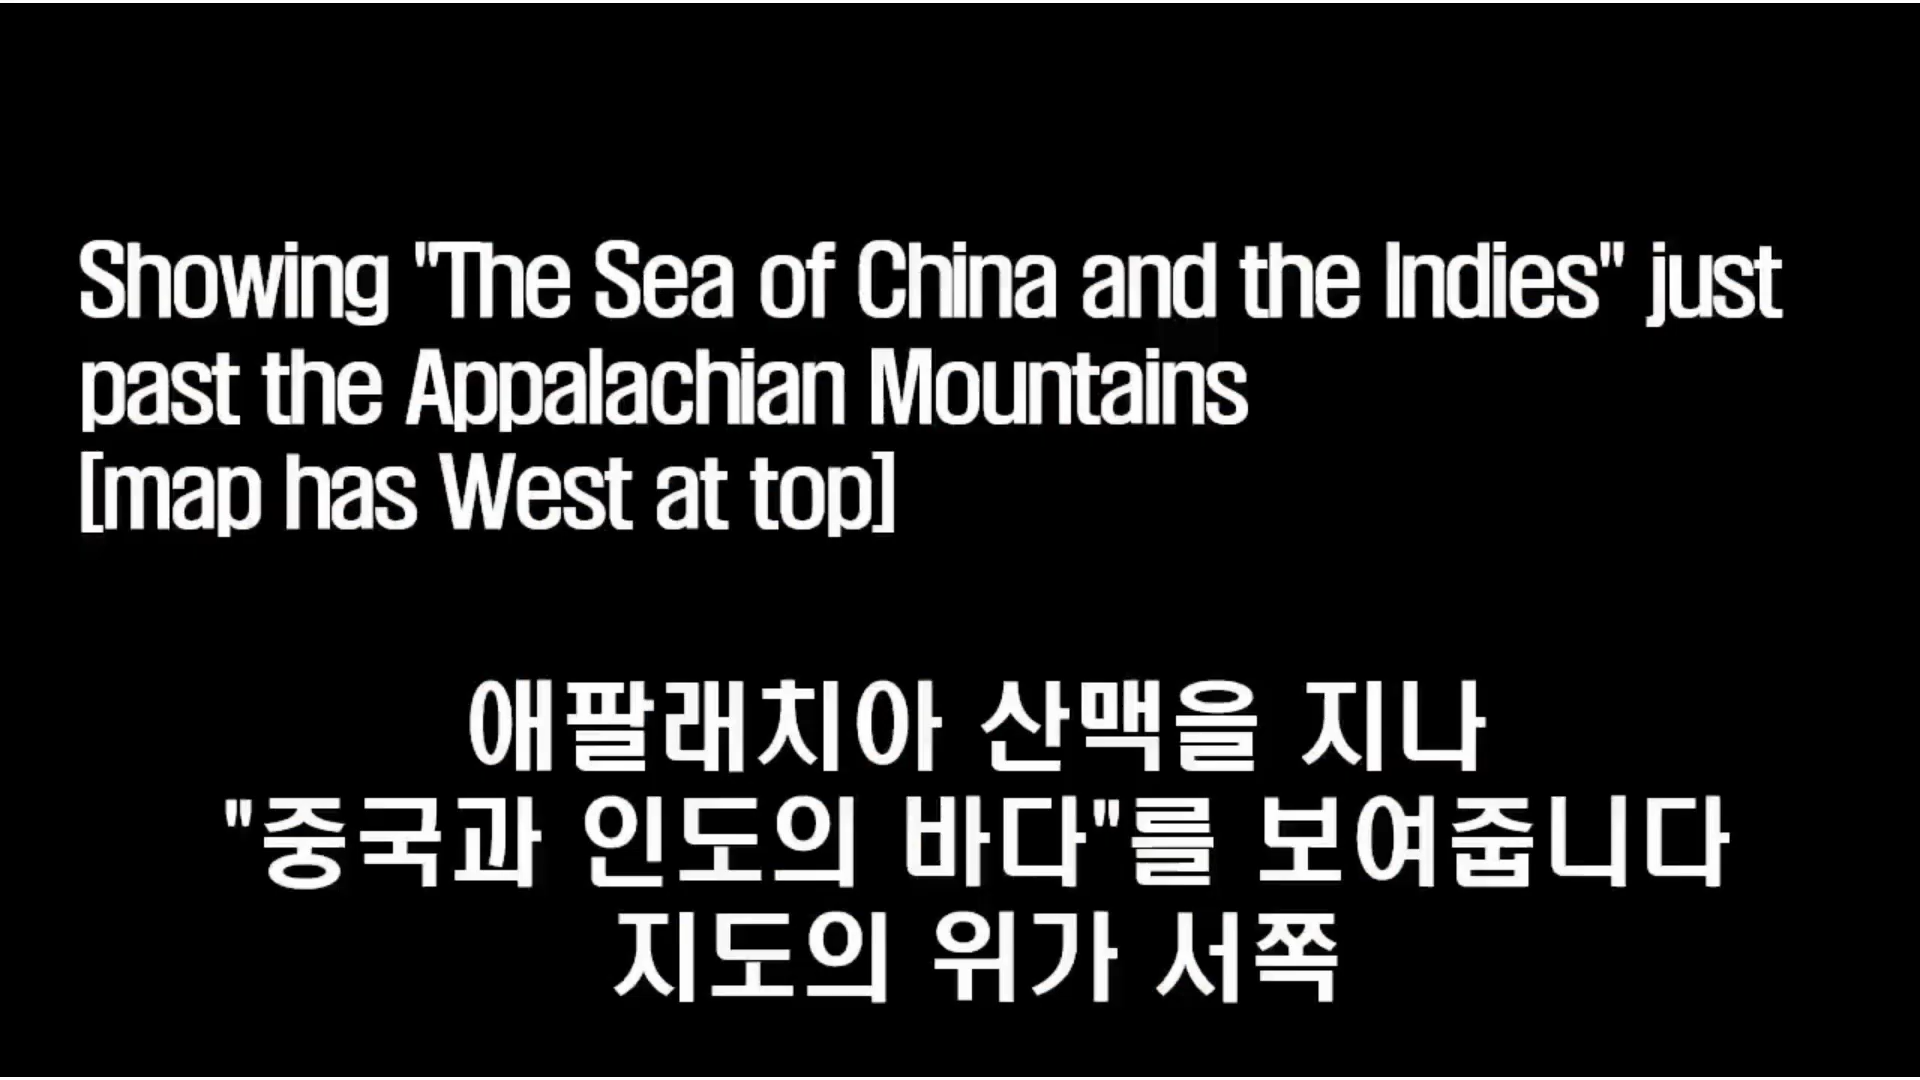 Showing "The Sea of China and the Indies" just
past the Appalachian Mountains
[map has West at top]
애팔래치아 산맥을 지나
"중국과 인도의 바다"를 보여줍니다
지도의 위가 서쪽